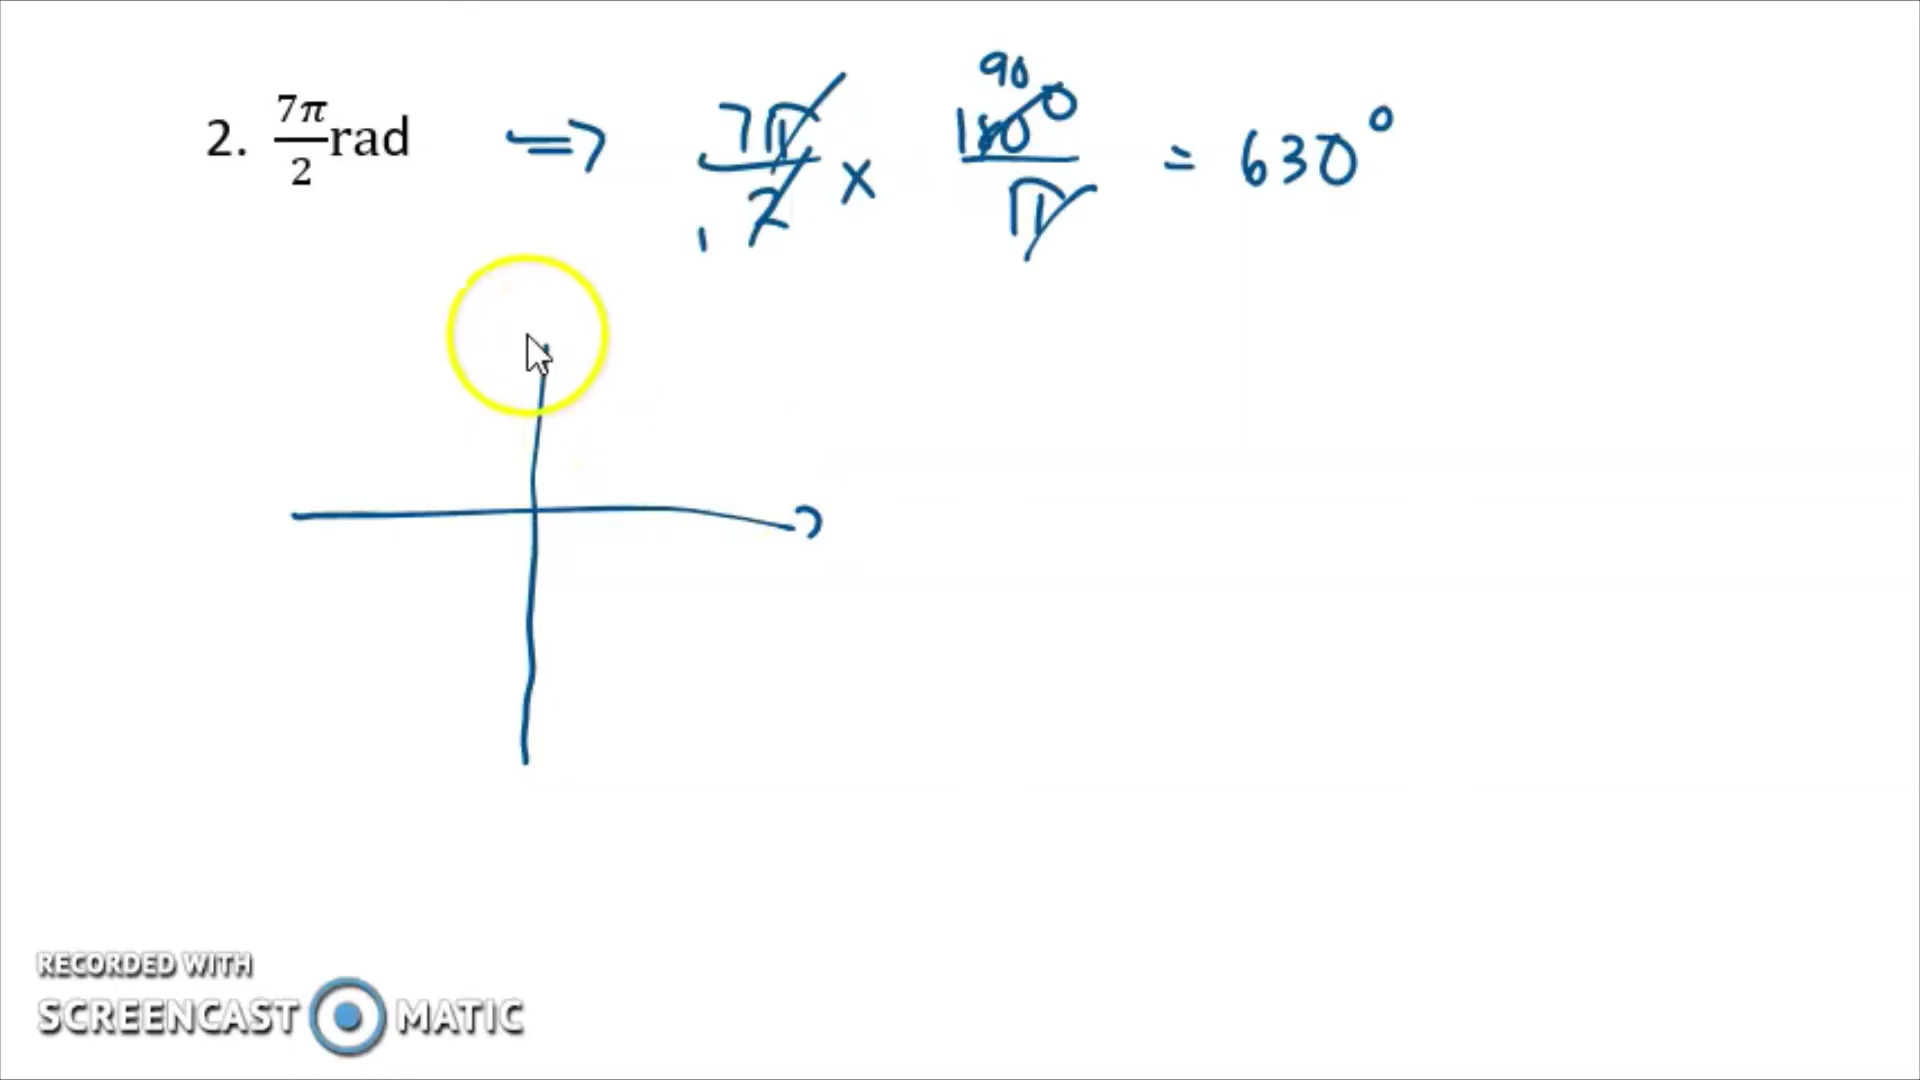 2. 7π/2 rad ⇒ 7π/2 x 180°/π = 630°
90
1
RECORDED WITH
SCREENCAST MATIC